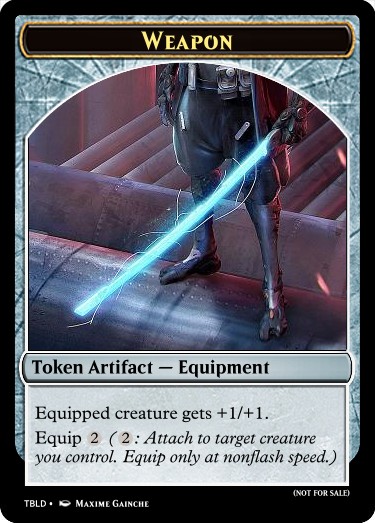 WEAPON
Token Artifact — Equipment
Equipped creature gets +1/+1.
Equip 2 ( 2 : Attach to target creature
you control. Equip only at nonflash speed.)
(NOT FOR SALE)
TBLD • MAXIME GAINCHE